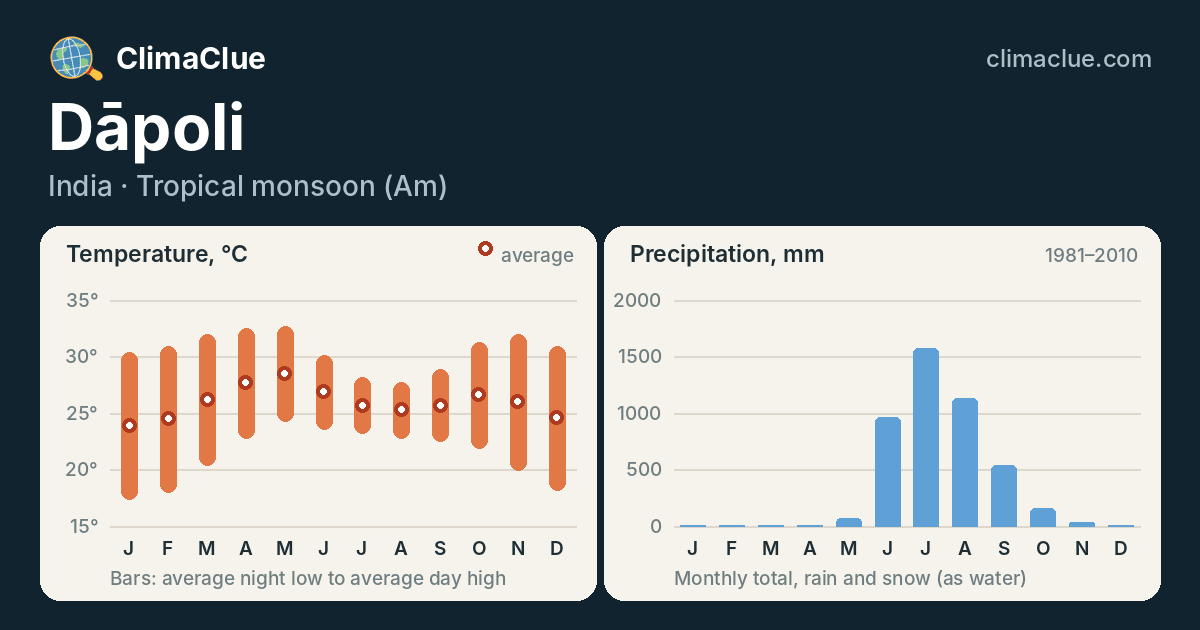 ClimaClue
climaclue.com
Dāpoli
India · Tropical monsoon (Am)
Temperature, °C
average
35°
30°
25°
20°
15°
J F M A M J J A S O N D
Bars: average night low to average day high
Precipitation, mm
1981–2010
2000
1500
1000
500
0
J F M A M J J A S O N D
Monthly total, rain and snow (as water)